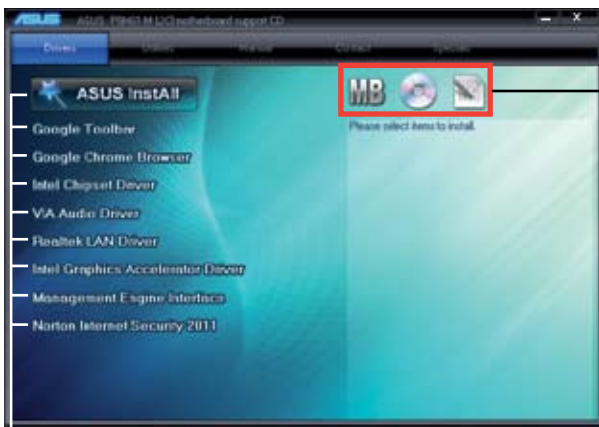 ASUS ASUS P8H61-M LX3 motherboard support CD
Drivers Utilities Manual Contact Specials
ASUS InstAll
MB
Please select items to install.
Google Toolbar
Google Chrome Browser
Intel Chipset Driver
VIA Audio Driver
Realtek LAN Driver
Intel Graphics Accelerator Driver
Management Engine Interface
Norton Internet Security 2011